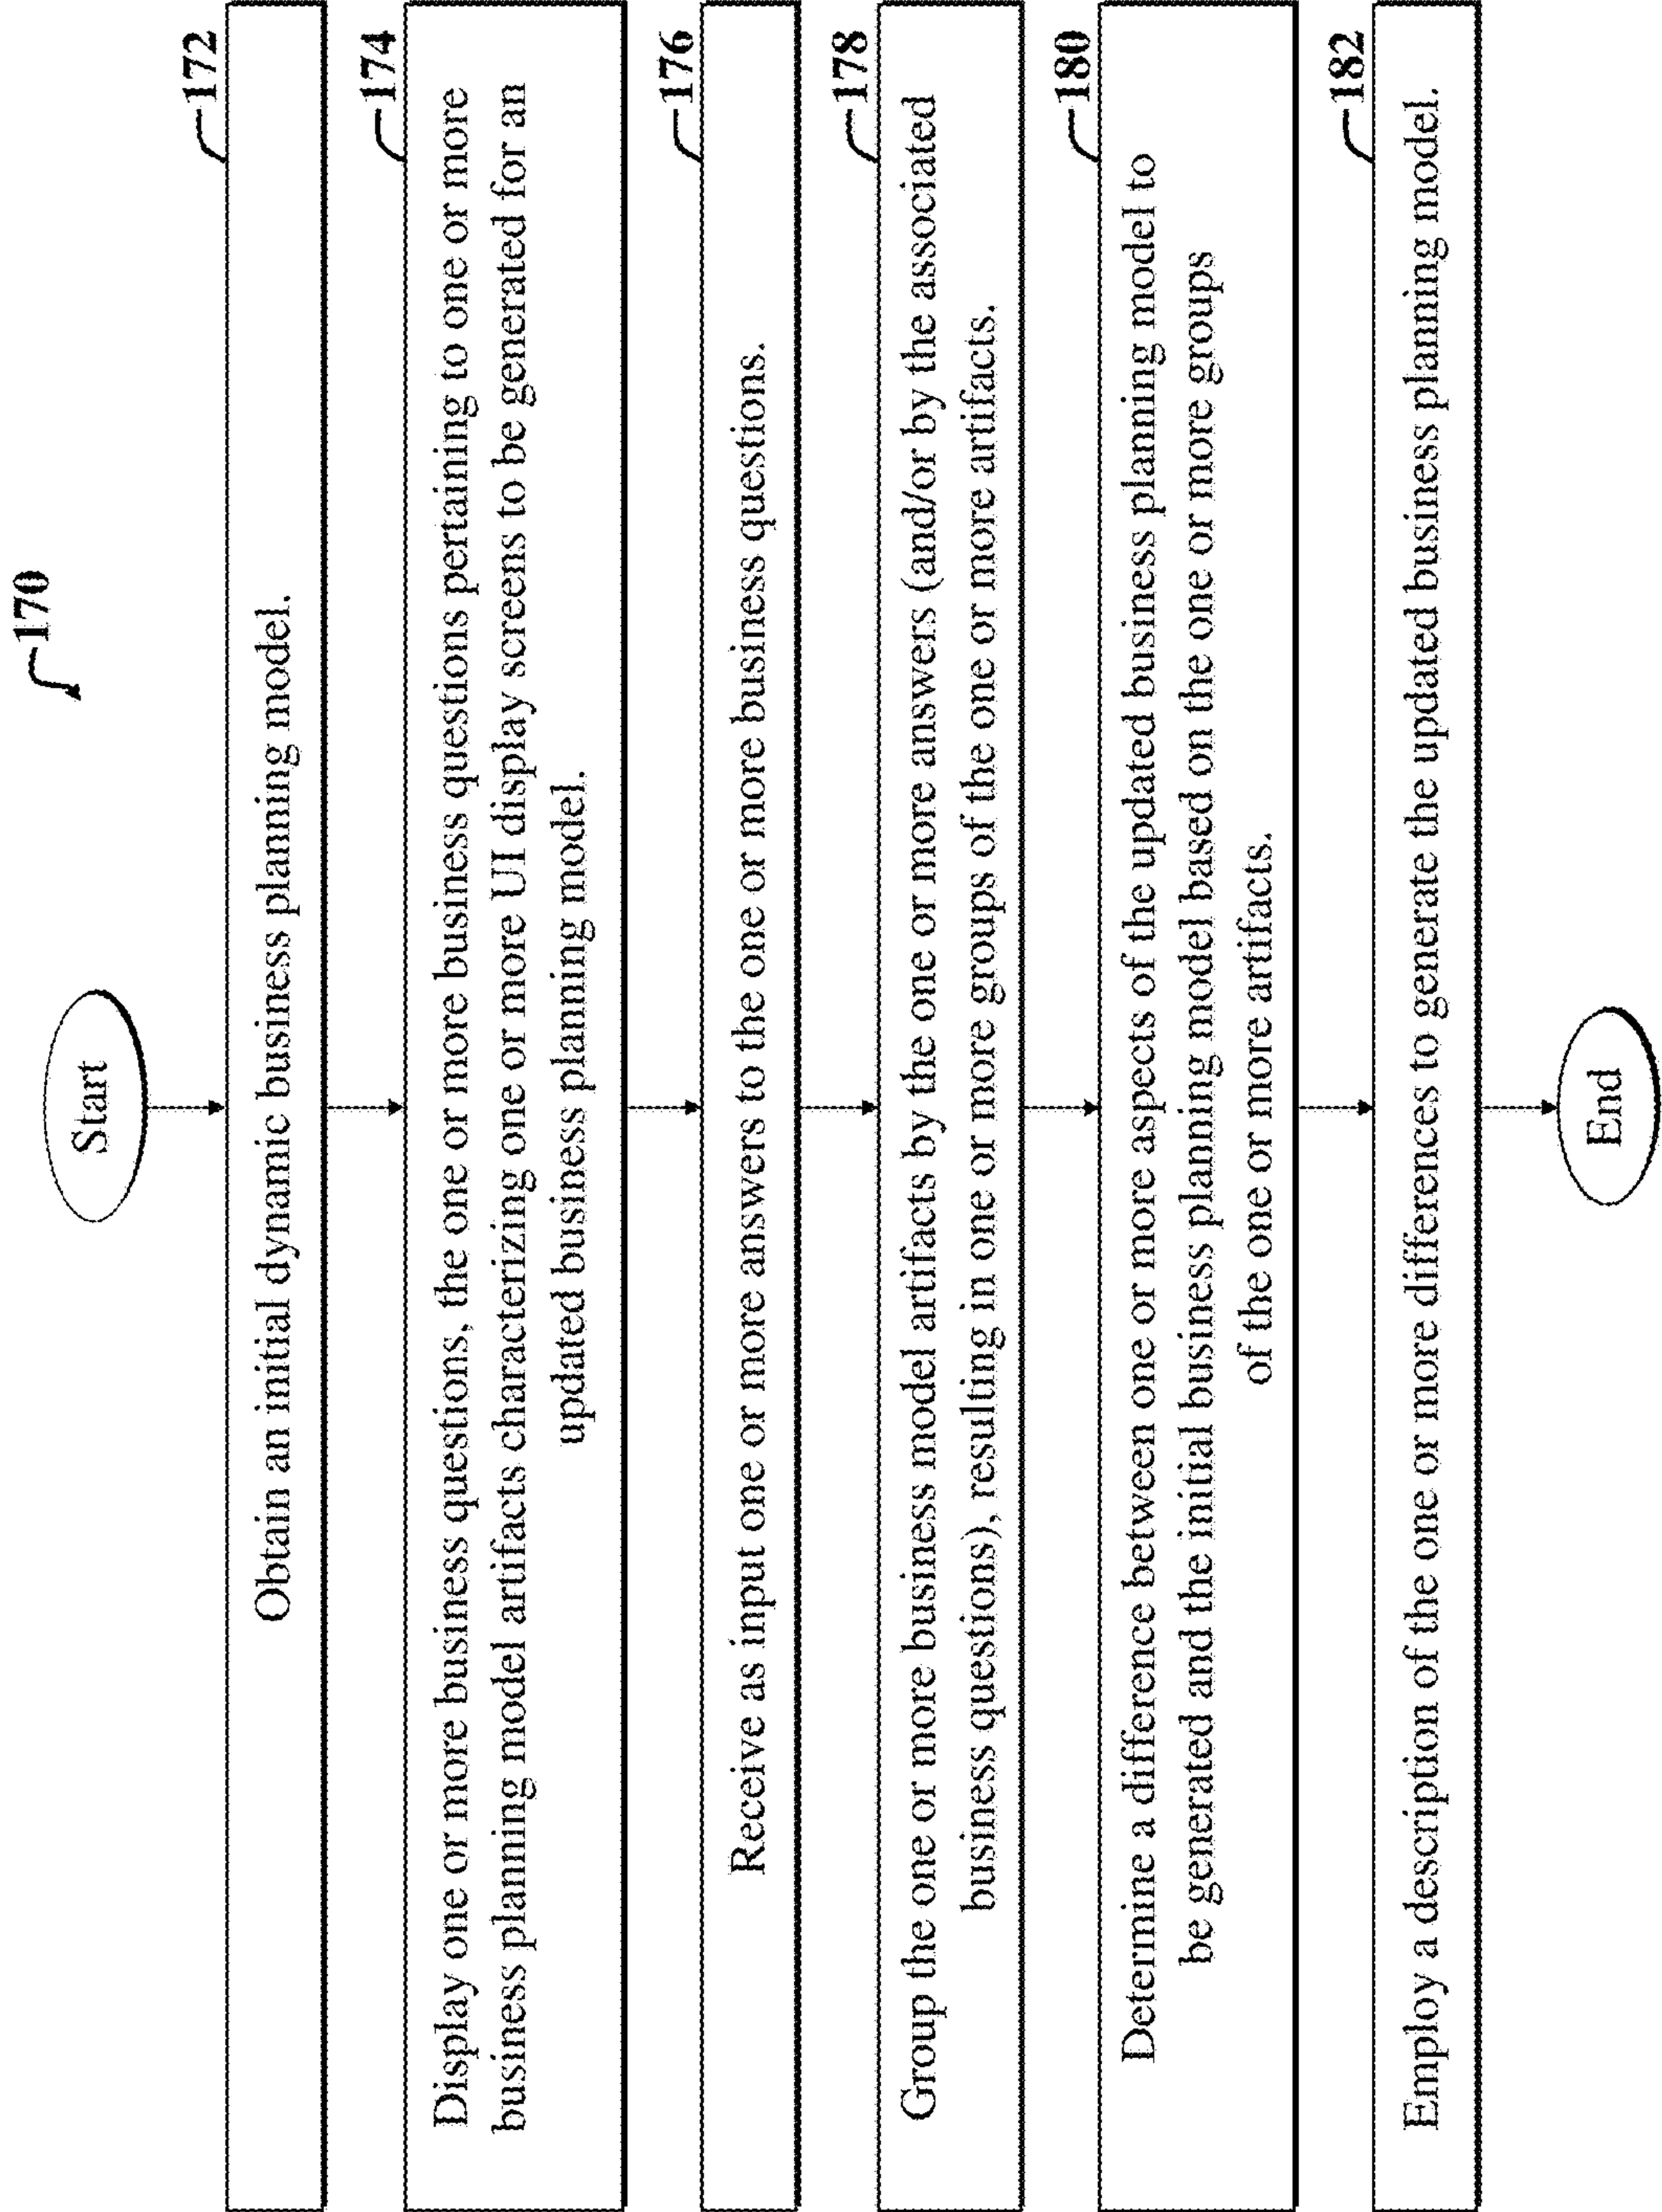 170
Start
172
Obtain an initial dynamic business planning model.
174
Display one or more business questions, the one or more business questions pertaining to one or more
business planning model artifacts characterizing one or more UI display screens to be generated for an
updated business planning model.
176
Receive as input one or more answers to the one or more business questions.
178
Group the one or more business model artifacts by the one or more answers (and/or by the associated
business questions), resulting in one or more groups of the one or more artifacts.
180
Determine a difference between one or more aspects of the updated business planning model to
be generated and the initial business planning model based on the one or more groups
of the one or more artifacts.
182
Employ a description of the one or more differences to generate the updated business planning model.
End